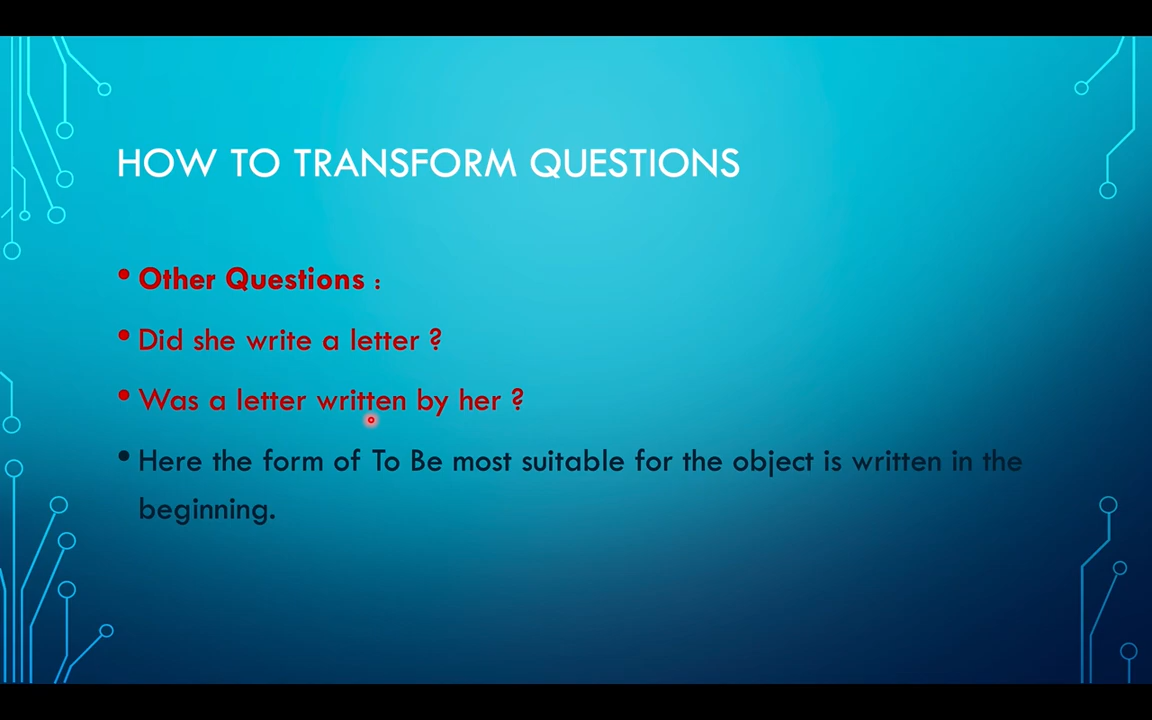 HOW TO TRANSFORM QUESTIONS
• Other Questions :
• Did she write a letter ?
• Was a letter written by her ?
• Here the form of To Be most suitable for the object is written in the
beginning.